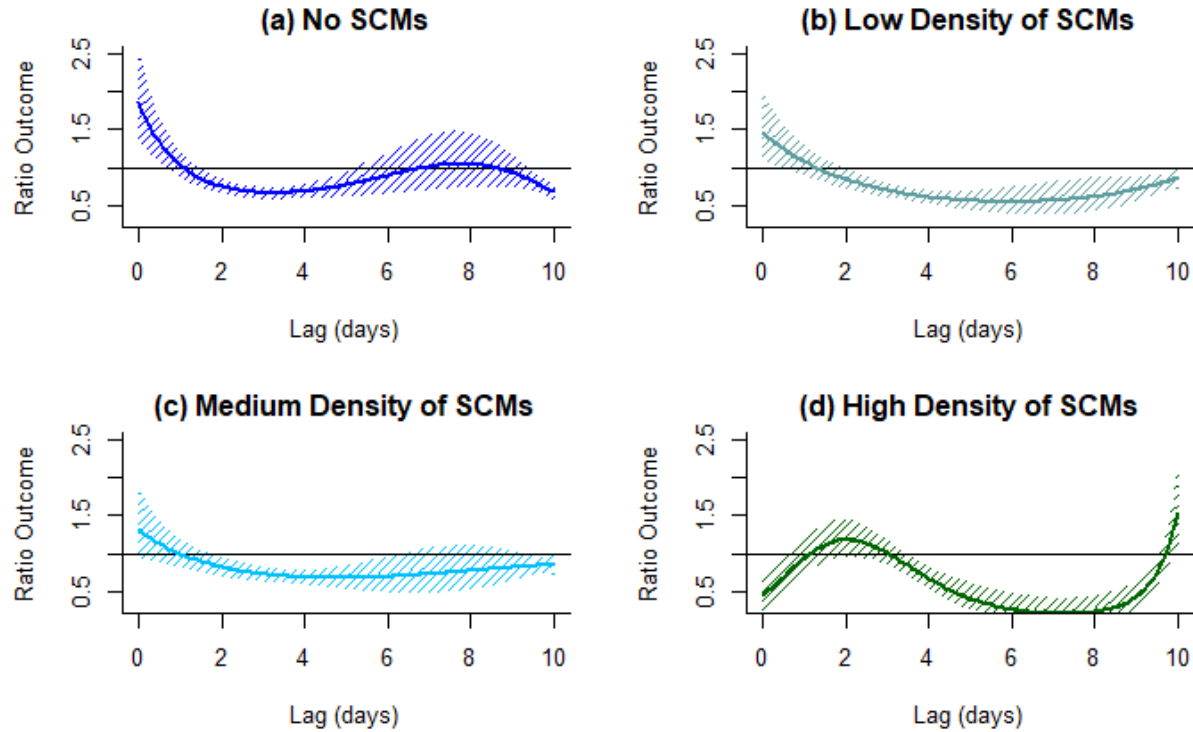 (a) No SCMs
Ratio Outcome
0.5 1.5 2.5
0 2 4 6 8 10
Lag (days)
(b) Low Density of SCMs
Ratio Outcome
0.5 1.5 2.5
0 2 4 6 8 10
Lag (days)
(c) Medium Density of SCMs
Ratio Outcome
0.5 1.5 2.5
0 2 4 6 8 10
Lag (days)
(d) High Density of SCMs
Ratio Outcome
0.5 1.5 2.5
0 2 4 6 8 10
Lag (days)